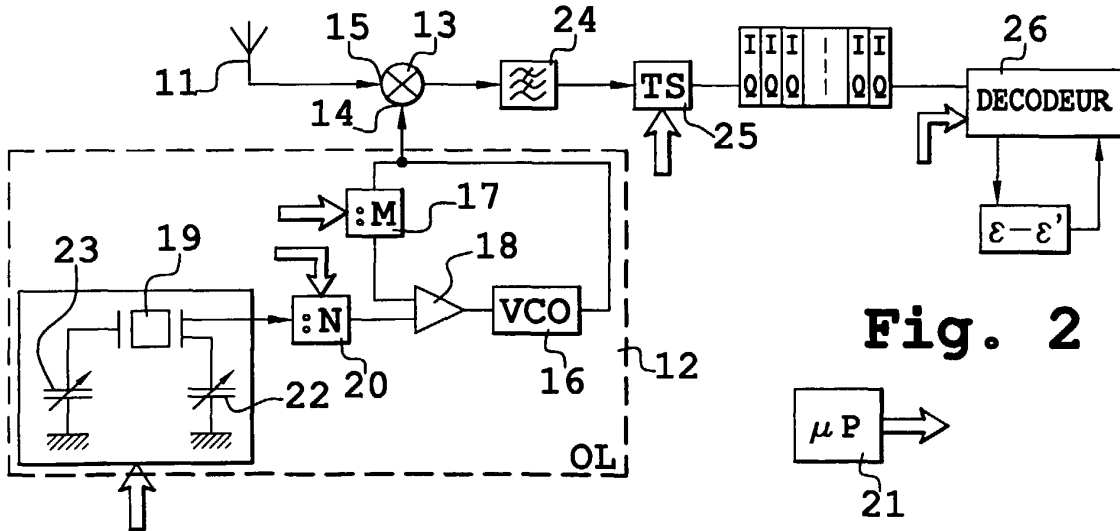 11
15
13
14
24
TS
25
I I I I I
Q Q Q Q Q
26
DECODEUR
ε-ε'
:M
17
23
19
18
:N
20
VCO
16
12
22
OL
Fig. 2
μP
21